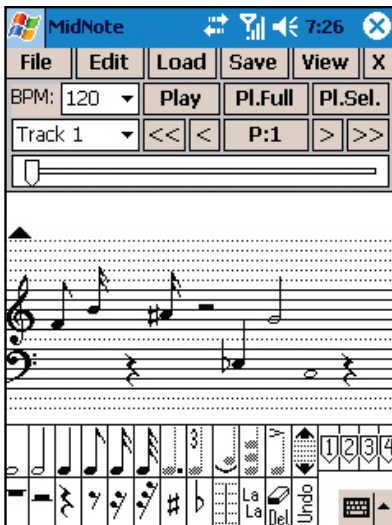 MidNote 7:26
File Edit Load Save View X
BPM: 120 Play Pl.Full Pl.Sel.
Track 1 << < P:1 > >>
3 1 2 3 4
La La Del Undo